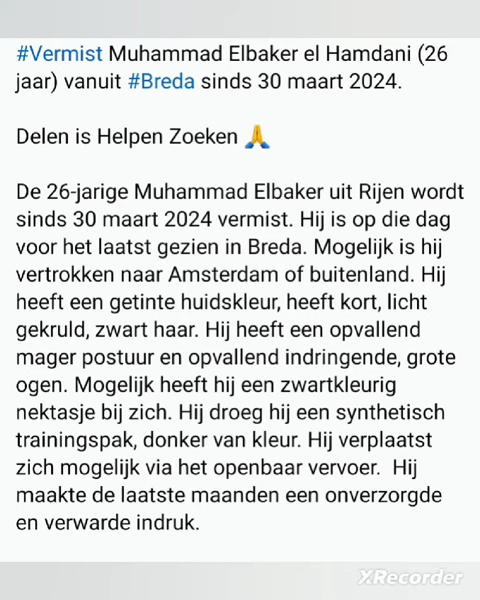 #Vermist Muhammad Elbaker el Hamdani (26
jaar) vanuit #Breda sinds 30 maart 2024.
Delen is Helpen Zoeken 🙏
De 26-jarige Muhammad Elbaker uit Rijen wordt
sinds 30 maart 2024 vermist. Hij is op die dag
voor het laatst gezien in Breda. Mogelijk is hij
vertrokken naar Amsterdam of buitenland. Hij
heeft een getinte huidskleur, heeft kort, licht
gekruld, zwart haar. Hij heeft een opvallend
mager postuur en opvallend indringende, grote
ogen. Mogelijk heeft hij een zwartkleurig
nektasje bij zich. Hij droeg hij een synthetisch
trainingspak, donker van kleur. Hij verplaatst
zich mogelijk via het openbaar vervoer.  Hij
maakte de laatste maanden een onverzorgde
en verwarde indruk.
XRecorder